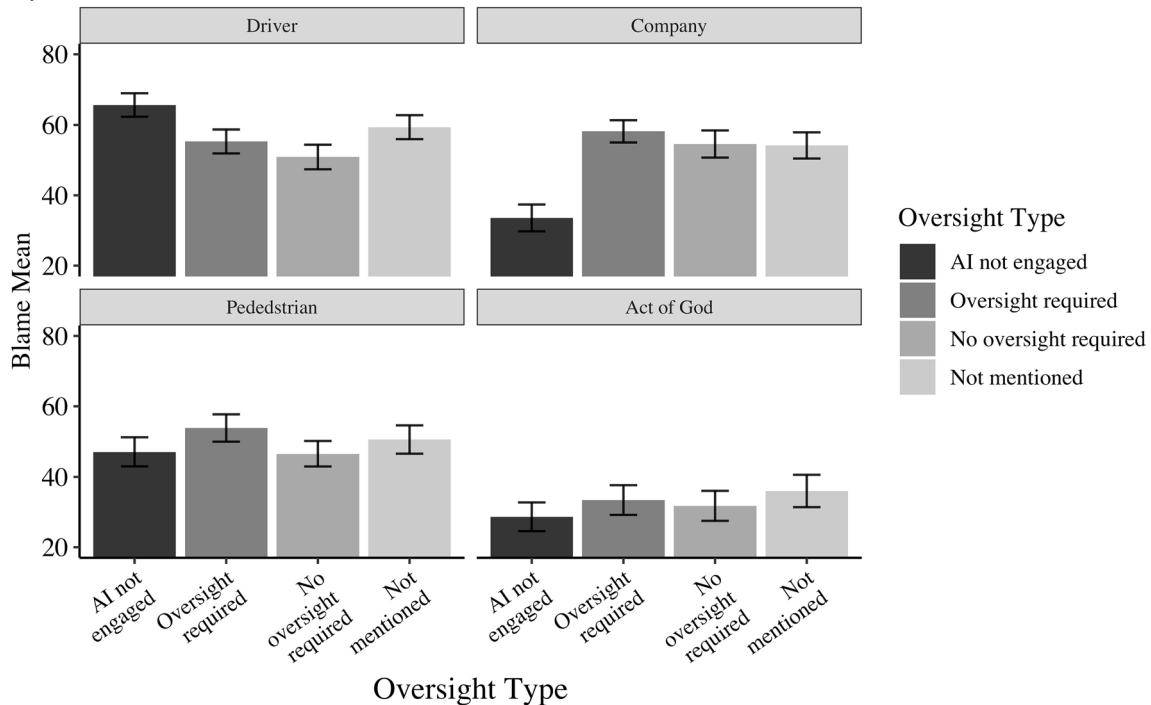 Driver
Company
80
60
40
20
Pededstrian
Act of God
80
60
40
20
Blame Mean
AI not
engaged
Oversight
required
No
oversight
required
Not
mentioned
AI not
engaged
Oversight
required
No
oversight
required
Not
mentioned
Oversight Type
Oversight Type
AI not engaged
Oversight required
No oversight required
Not mentioned